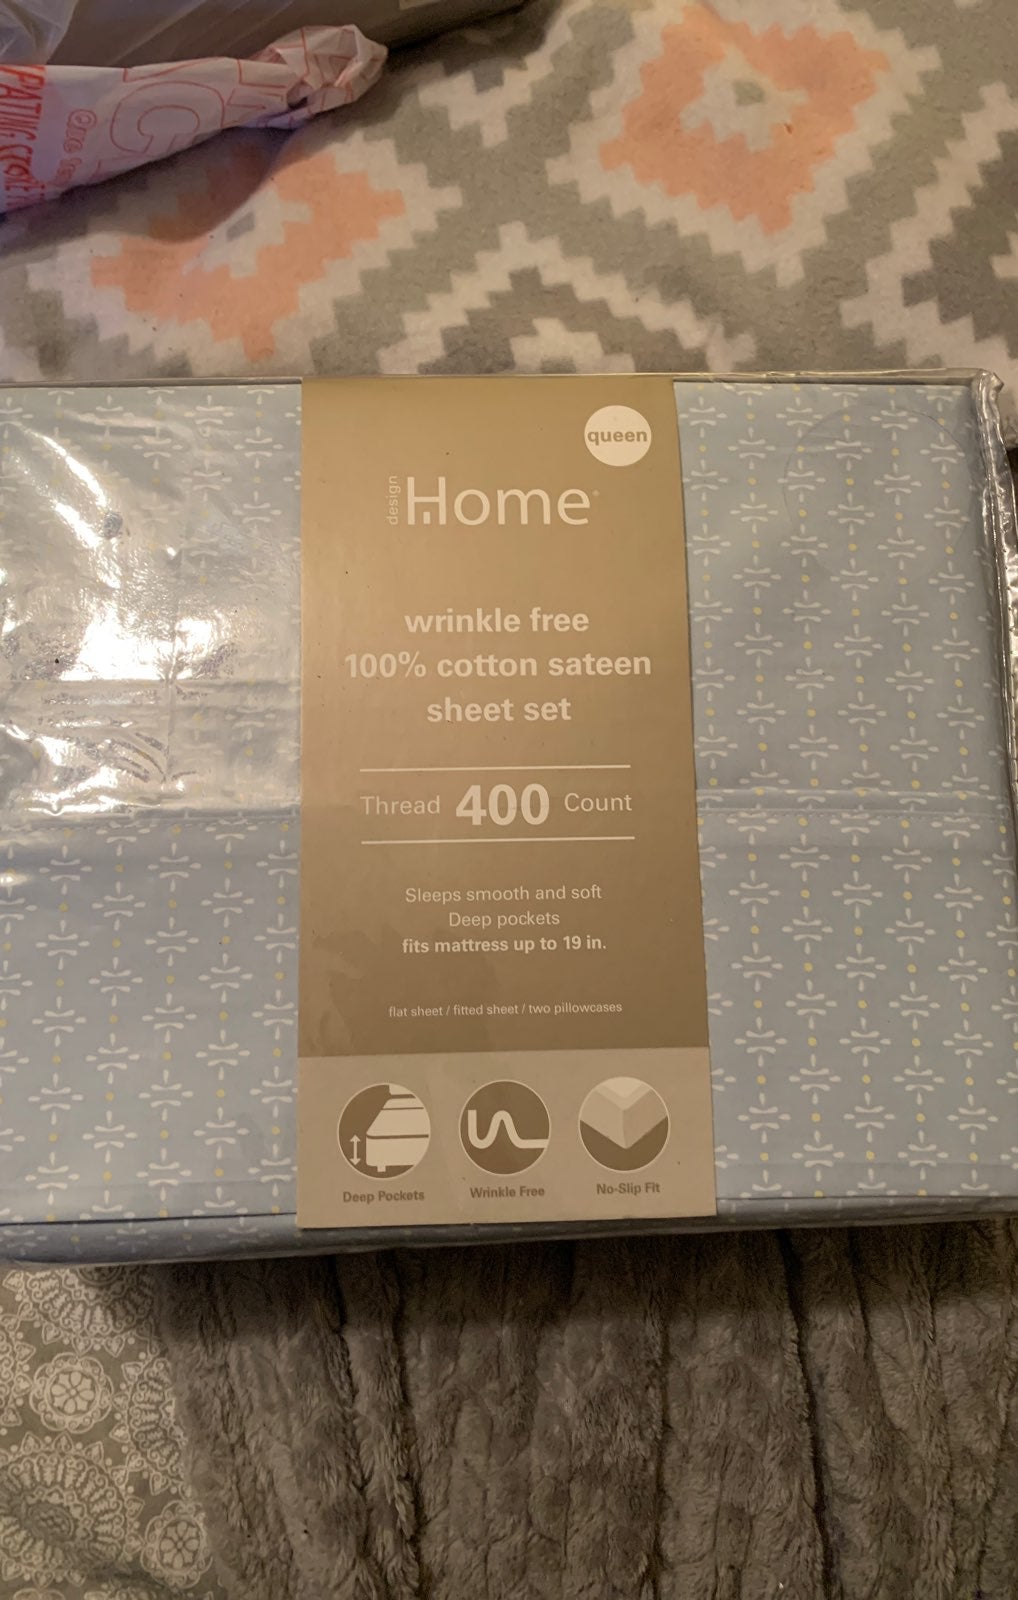 queen
design
Home
wrinkle free
100% cotton sateen
sheet set
Thread 400 Count
Sleeps smooth and soft
Deep pockets
fits mattress up to 19 in.
flat sheet / fitted sheet / two pillowcases
Deep Pockets
Wrinkle Free
No-Slip Fit